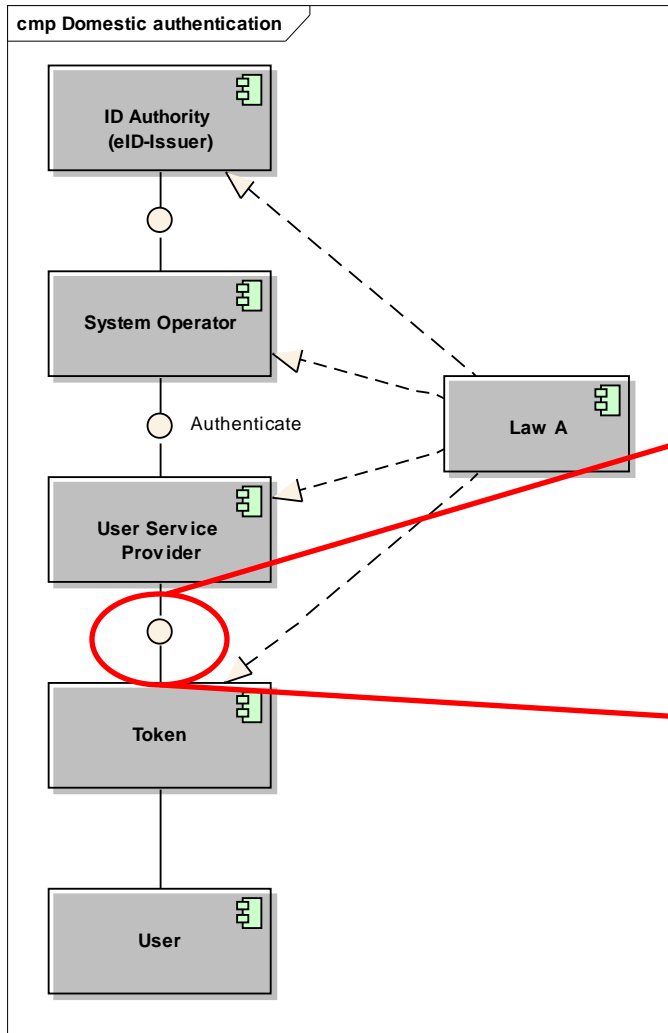 cmp Domestic authentication
ID Authority
(eID-Issuer)
System Operator
Authenticate
Law A
User Service
Provider
Token
User